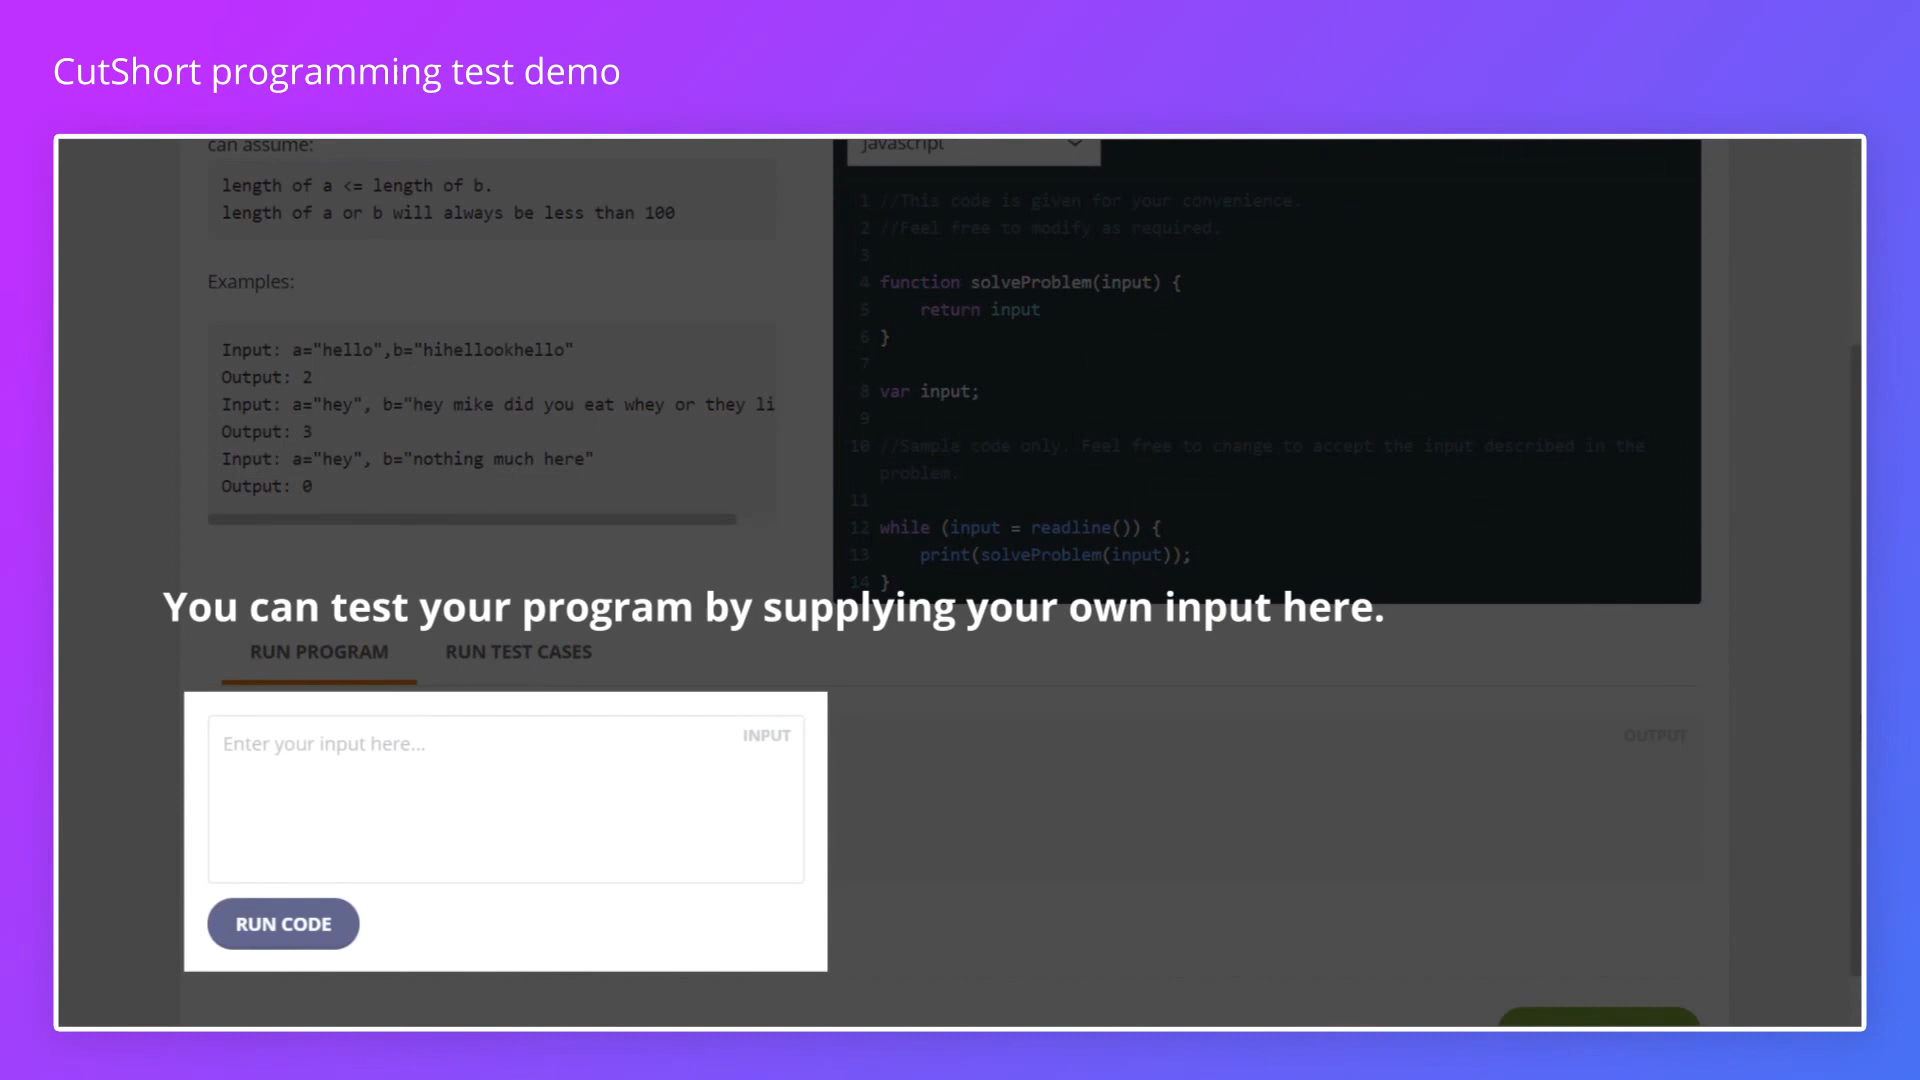 CutShort programming test demo
can assume:
length of a <= length of b.
length of a or b will always be less than 100
Examples:
Input: a="hello",b="hihellookhello"
Output: 2
Input: a="hey", b="hey mike did you eat whey or they li
Output: 3
Input: a="hey", b="nothing much here"
Output: 0
Javascript
1 //This code is given for your convenience.
2 //Feel free to modify as required.
3
4 function solveProblem(input) {
5 return input
6 }
7
8 var input;
9
10 //Sample code only. Feel free to change to accept the input described in the
problem.
11
12 while (input = readline()) {
13 print(solveProblem(input));
14 }
You can test your program by supplying your own input here.
RUN PROGRAM RUN TEST CASES
Enter your input here... INPUT
OUTPUT
RUN CODE